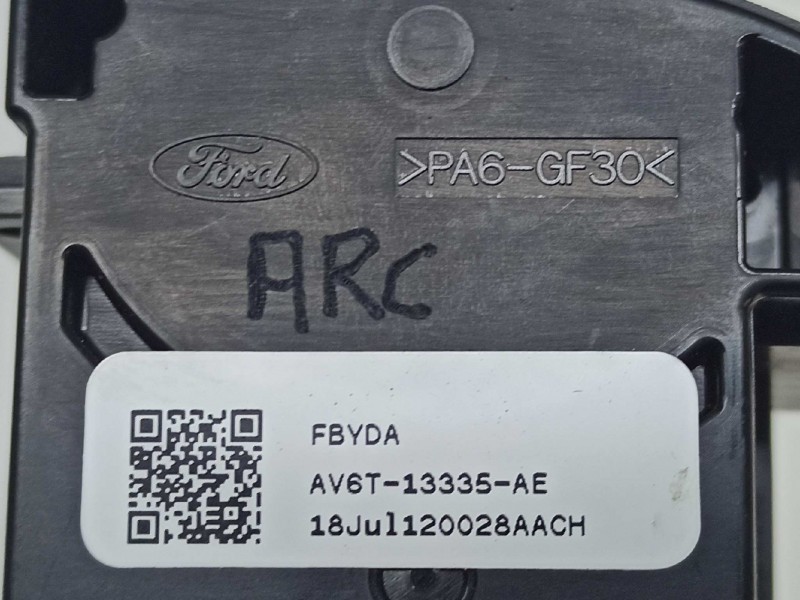 Ford
>PA6-GF30<
ARC
FBYDA
AV6T-13335-AE
18Jul120028AACH